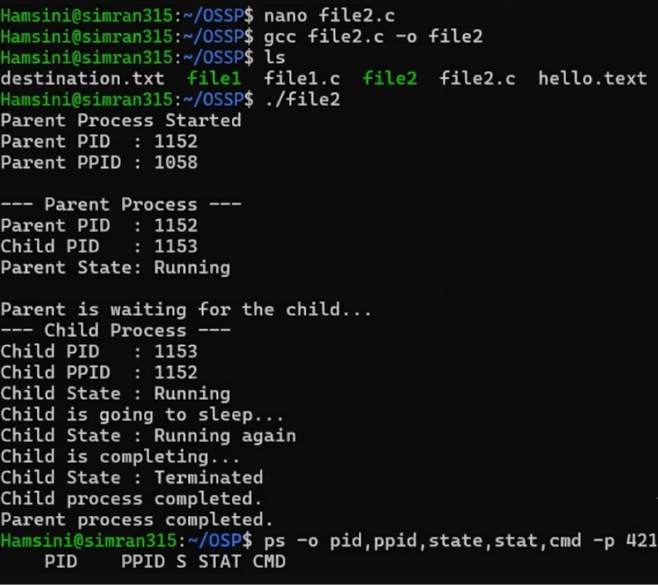 Hamsini@simran315:~/OSSP$ nano file2.c
Hamsini@simran315:~/OSSP$ gcc file2.c -o file2
Hamsini@simran315:~/OSSP$ ls
destination.txt  file1  file1.c  file2  file2.c  hello.text
Hamsini@simran315:~/OSSP$ ./file2
Parent Process Started
Parent PID  : 1152
Parent PPID : 1058

--- Parent Process ---
Parent PID  : 1152
Child PID   : 1153
Parent State: Running

Parent is waiting for the child...
--- Child Process ---
Child PID   : 1153
Child PPID  : 1152
Child State : Running
Child is going to sleep...
Child State : Running again
Child is completing...
Child State : Terminated
Child process completed.
Parent process completed.
Hamsini@simran315:~/OSP$ ps -o pid,ppid,state,stat,cmd -p 421
    PID    PPID S STAT CMD